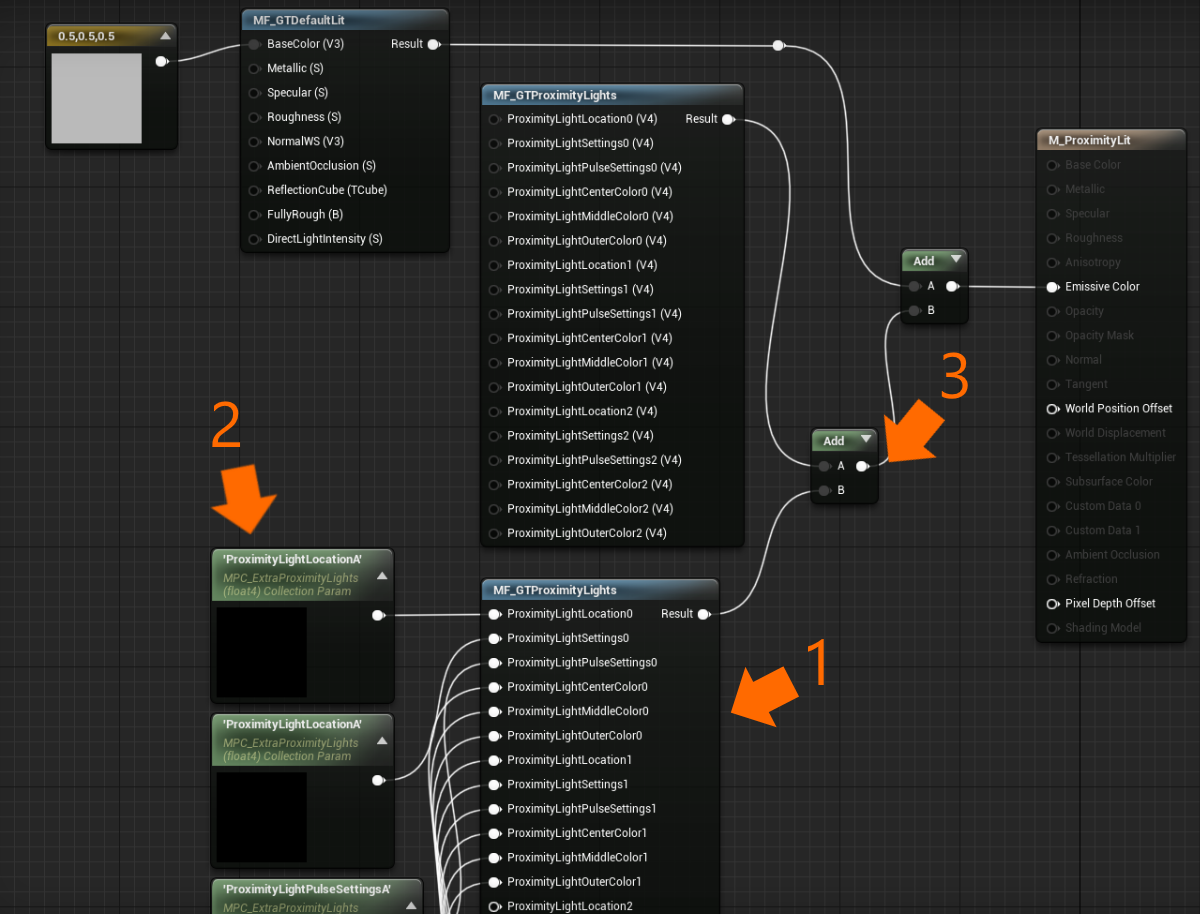 0.5,0.5,0.5
MF_GTDefaultLit
BaseColor (V3) Result
Metallic (S)
Specular (S)
Roughness (S)
NormalWS (V3)
AmbientOcclusion (S)
ReflectionCube (TCube)
FullyRough (B)
DirectLightIntensity (S)
MF_GTProximityLights
ProximityLightLocation0 (V4) Result
ProximityLightSettings0 (V4)
ProximityLightPulseSettings0 (V4)
ProximityLightCenterColor0 (V4)
ProximityLightMiddleColor0 (V4)
ProximityLightOuterColor0 (V4)
ProximityLightLocation1 (V4)
ProximityLightSettings1 (V4)
ProximityLightPulseSettings1 (V4)
ProximityLightCenterColor1 (V4)
ProximityLightMiddleColor1 (V4)
ProximityLightOuterColor1 (V4)
ProximityLightLocation2 (V4)
ProximityLightSettings2 (V4)
ProximityLightPulseSettings2 (V4)
ProximityLightCenterColor2 (V4)
ProximityLightMiddleColor2 (V4)
ProximityLightOuterColor2 (V4)
M_ProximityLit
Base Color
Metallic
Specular
Roughness
Anisotropy
Emissive Color
Opacity
Opacity Mask
Normal
Tangent
World Position Offset
World Displacement
Tessellation Multiplier
Subsurface Color
Custom Data 0
Custom Data 1
Ambient Occlusion
Refraction
Pixel Depth Offset
Shading Model
Add
A
B
3
Add
A
B
2
'ProximityLightLocationA'
MPC_ExtraProximityLights
(float4) Collection Param
'ProximityLightLocationA'
MPC_ExtraProximityLights
(float4) Collection Param
'ProximityLightPulseSettingsA'
MPC_ExtraProximityLights
MF_GTProximityLights
ProximityLightLocation0 Result
ProximityLightSettings0
ProximityLightPulseSettings0
ProximityLightCenterColor0
ProximityLightMiddleColor0
ProximityLightOuterColor0
ProximityLightLocation1
ProximityLightSettings1
ProximityLightPulseSettings1
ProximityLightCenterColor1
ProximityLightMiddleColor1
ProximityLightOuterColor1
ProximityLightLocation2
1